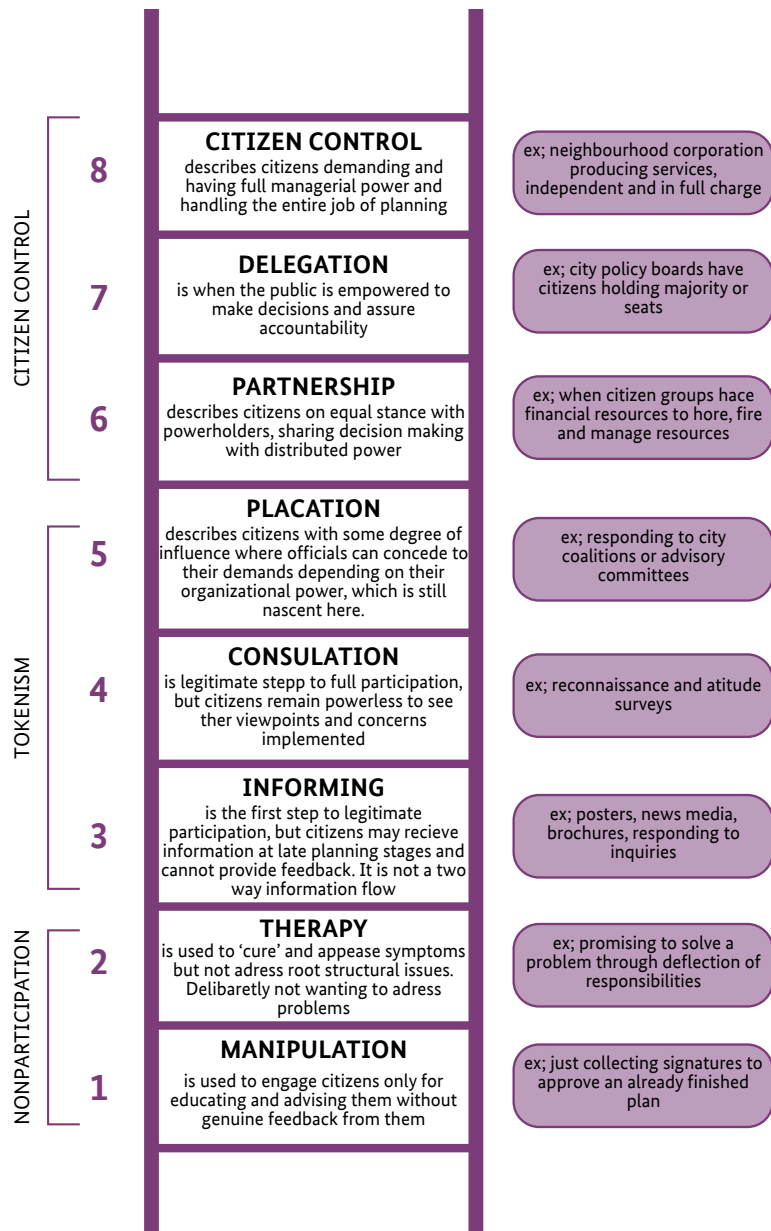 CITIZEN CONTROL
8
CITIZEN CONTROL
describes citizens demanding and
having full managerial power and
handling the entire job of planning
ex; neighbourhood corporation
producing services,
independent and in full charge
7
DELEGATION
is when the public is empowered to
make decisions and assure
accountability
ex; city policy boards have
citizens holding majority or
seats
6
PARTNERSHIP
describes citizens on equal stance with
powerholders, sharing decision making
with distributed power
ex; when citizen groups hace
financial resources to hore, fire
and manage resources
TOKENISM
5
PLACATION
describes citizens with some degree of
influence where officials can concede to
their demands depending on their
organizational power, which is still
nascent here.
ex; responding to city
coalitions or advisory
committees
4
CONSULATION
is legitimate stepp to full participation,
but citizens remain powerless to see
ther viewpoints and concerns
implemented
ex; reconnaissance and atitude
surveys
3
INFORMING
is the first step to legitimate
participation, but citizens may recieve
information at late planning stages and
cannot provide feedback. It is not a two
way information flow
ex; posters, news media,
brochures, responding to
inquiries
NONPARTICIPATION
2
THERAPY
is used to ‘cure’ and appease symptoms
but not adress root structural issues.
Delibaretly not wanting to adress
problems
ex; promising to solve a
problem through deflection of
responsibilities
1
MANIPULATION
is used to engage citizens only for
educating and advising them without
genuine feedback from them
ex; just collecting signatures to
approve an already finished
plan